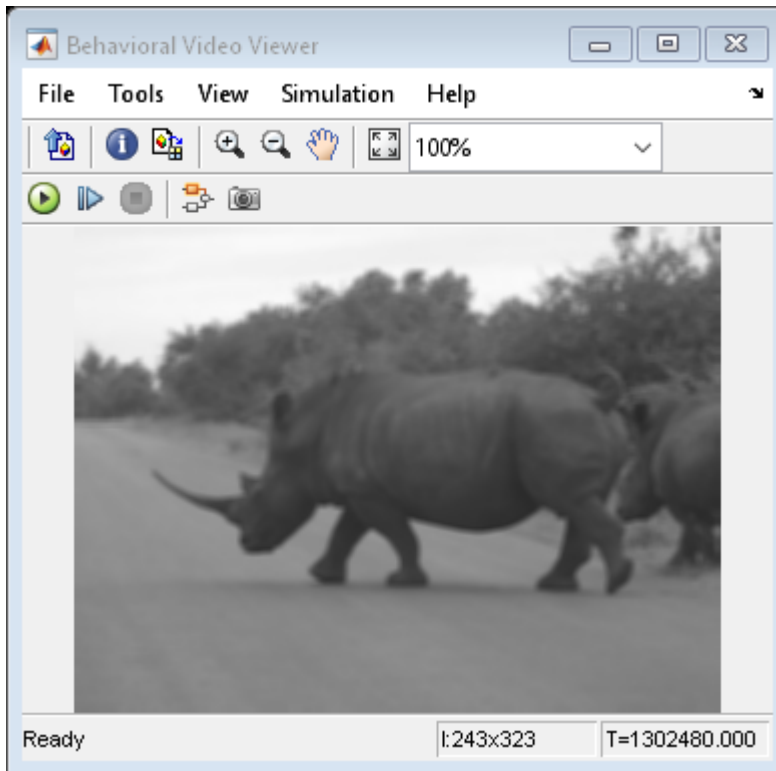 Behavioral Video Viewer
File Tools View Simulation Help
100%
Ready I:243x323 T=1302480.000